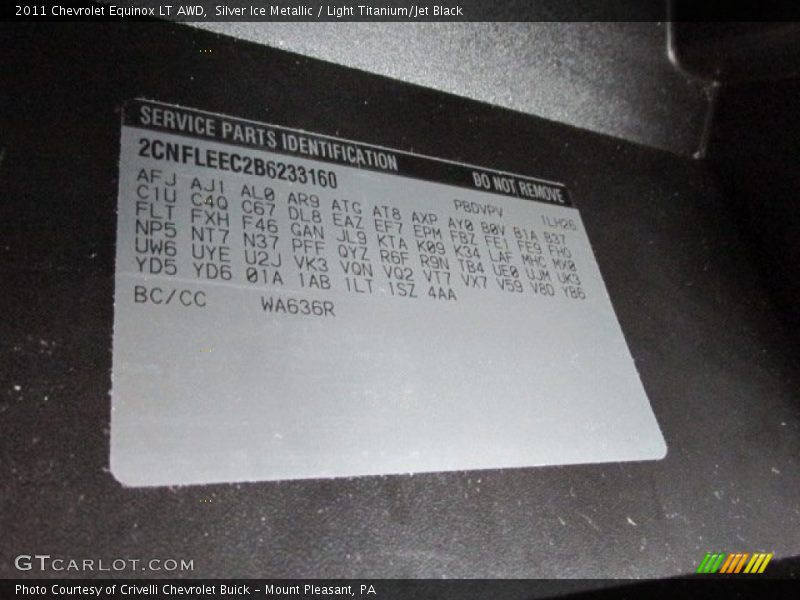 2011 Chevrolet Equinox LT AWD, Silver Ice Metallic / Light Titanium/Jet Black
SERVICE PARTS IDENTIFICATION DO NOT REMOVE
2CNFLEEC2B6233160 PBDVPV 1LH26
AFJ AJ1 AL0 AR9 ATG AT8 AXP AY0 B0V B1A B37
C1U C4Q C67 DL8 EAZ EF7 EPM FBZ FE1 FE9 FHO
FLT FXH F46 GAN JL9 KTA K09 K34 LAF MHC MX0
NP5 NT7 N37 PFF QYZ R6F R9N TB4 UE0 UJM UK3
UW6 UYE U2J VK3 VQN VQ2 VT7 VX7 V59 V8D YB6
YD5 YD6 01A 1AB 1LT 1SZ 4AA
BC/CC WA636R
GTCARLOT.COM
Photo Courtesy of Crivelli Chevrolet Buick - Mount Pleasant, PA